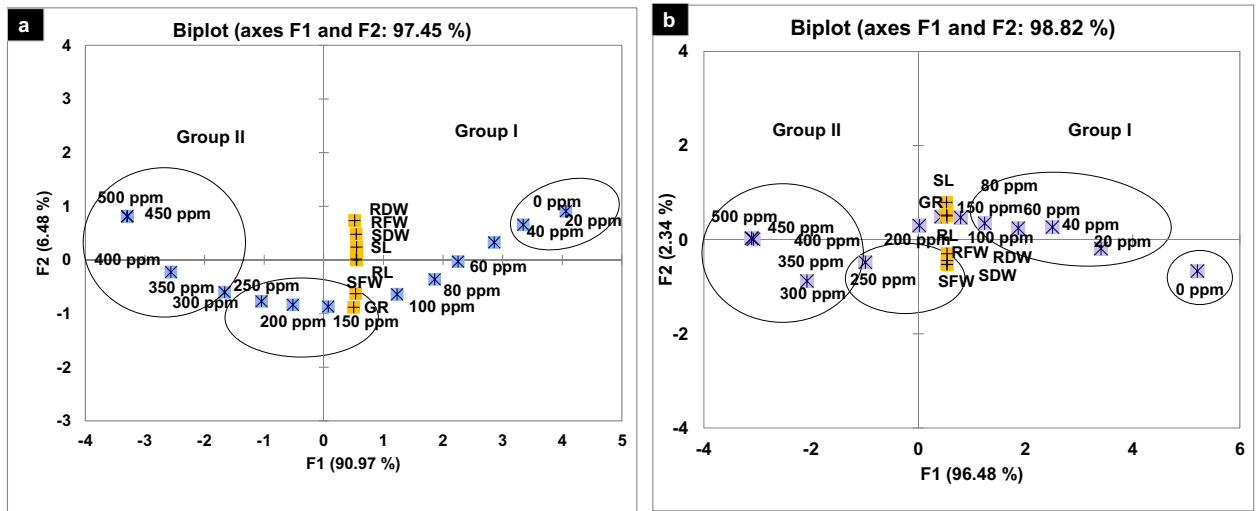 a
Biplot (axes F1 and F2: 97.45 %)
4
3
2
1
0
-1
-2
-3
-4
-3
-2
-1
0
1
2
3
4
5
F2 (6.48 %)
F1 (90.97 %)
Group II
Group I
500 ppm
450 ppm
400 ppm
350 ppm
300 ppm
250 ppm
200 ppm
150 ppm
100 ppm
80 ppm
60 ppm
40 ppm
20 ppm
0 ppm
RDW
RFW
SDW
SL
RL
SFW
GR
b
Biplot (axes F1 and F2: 98.82 %)
4
2
0
-2
-4
-4
-2
0
2
4
6
F2 (2.34 %)
F1 (96.48 %)
Group II
Group I
500 ppm
450 ppm
400 ppm
350 ppm
300 ppm
250 ppm
200 ppm
150 ppm
100 ppm
80 ppm
60 ppm
40 ppm
20 ppm
0 ppm
SL
GR
RL
RFW
RDW
SFW
SDW